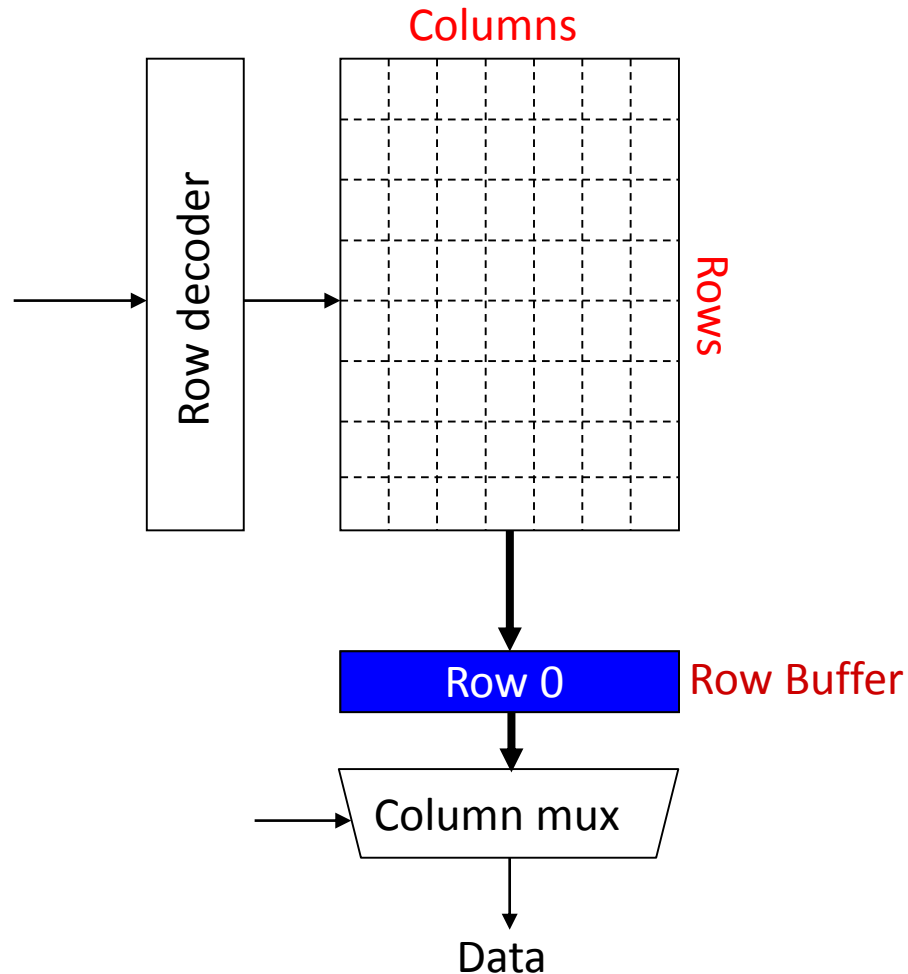 Columns
Row decoder
Rows
Row 0
Row Buffer
Column mux
Data